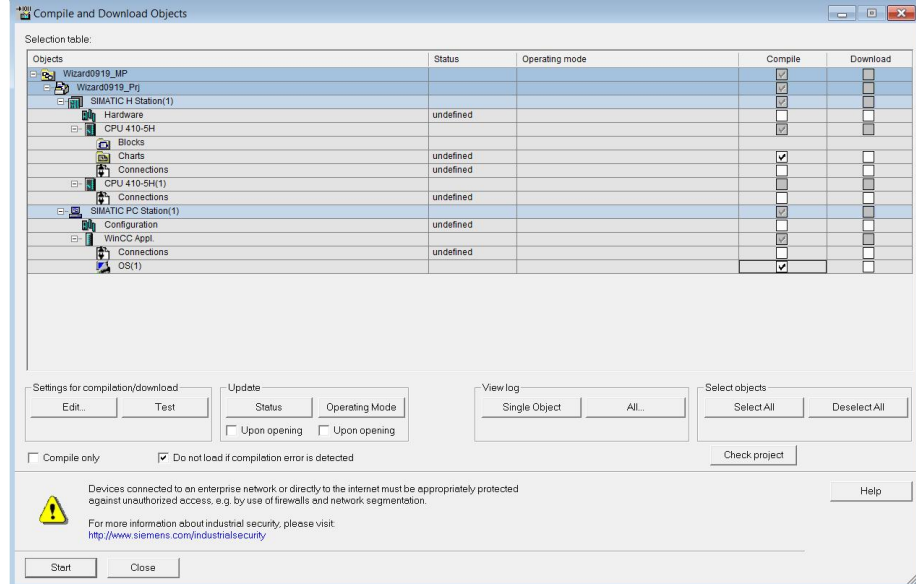 Compile and Download Objects
Selection table:
Objects Status Operating mode Compile Download
Wizard0919_MP
Wizard0919_Prj
SIMATIC H Station(1)
Hardware undefined
CPU 410-5H
Blocks
Charts undefined
Connections undefined
CPU 410-5H(1)
Connections undefined
SIMATIC PC Station(1)
Configuration undefined
WinCC Appl.
Connections undefined
OS(1)
Settings for compilation/download Update View log Select objects
Edit... Test Status Operating Mode Single Object All... Select All Deselect All
Upon opening Upon opening
Compile only Do not load if compilation error is detected Check project
Devices connected to an enterprise network or directly to the internet must be appropriately protected
against unauthorized access, e.g. by use of firewalls and network segmentation.
Help
For more information about industrial security, please visit:
http://www.siemens.com/industrialsecurity
Start Close